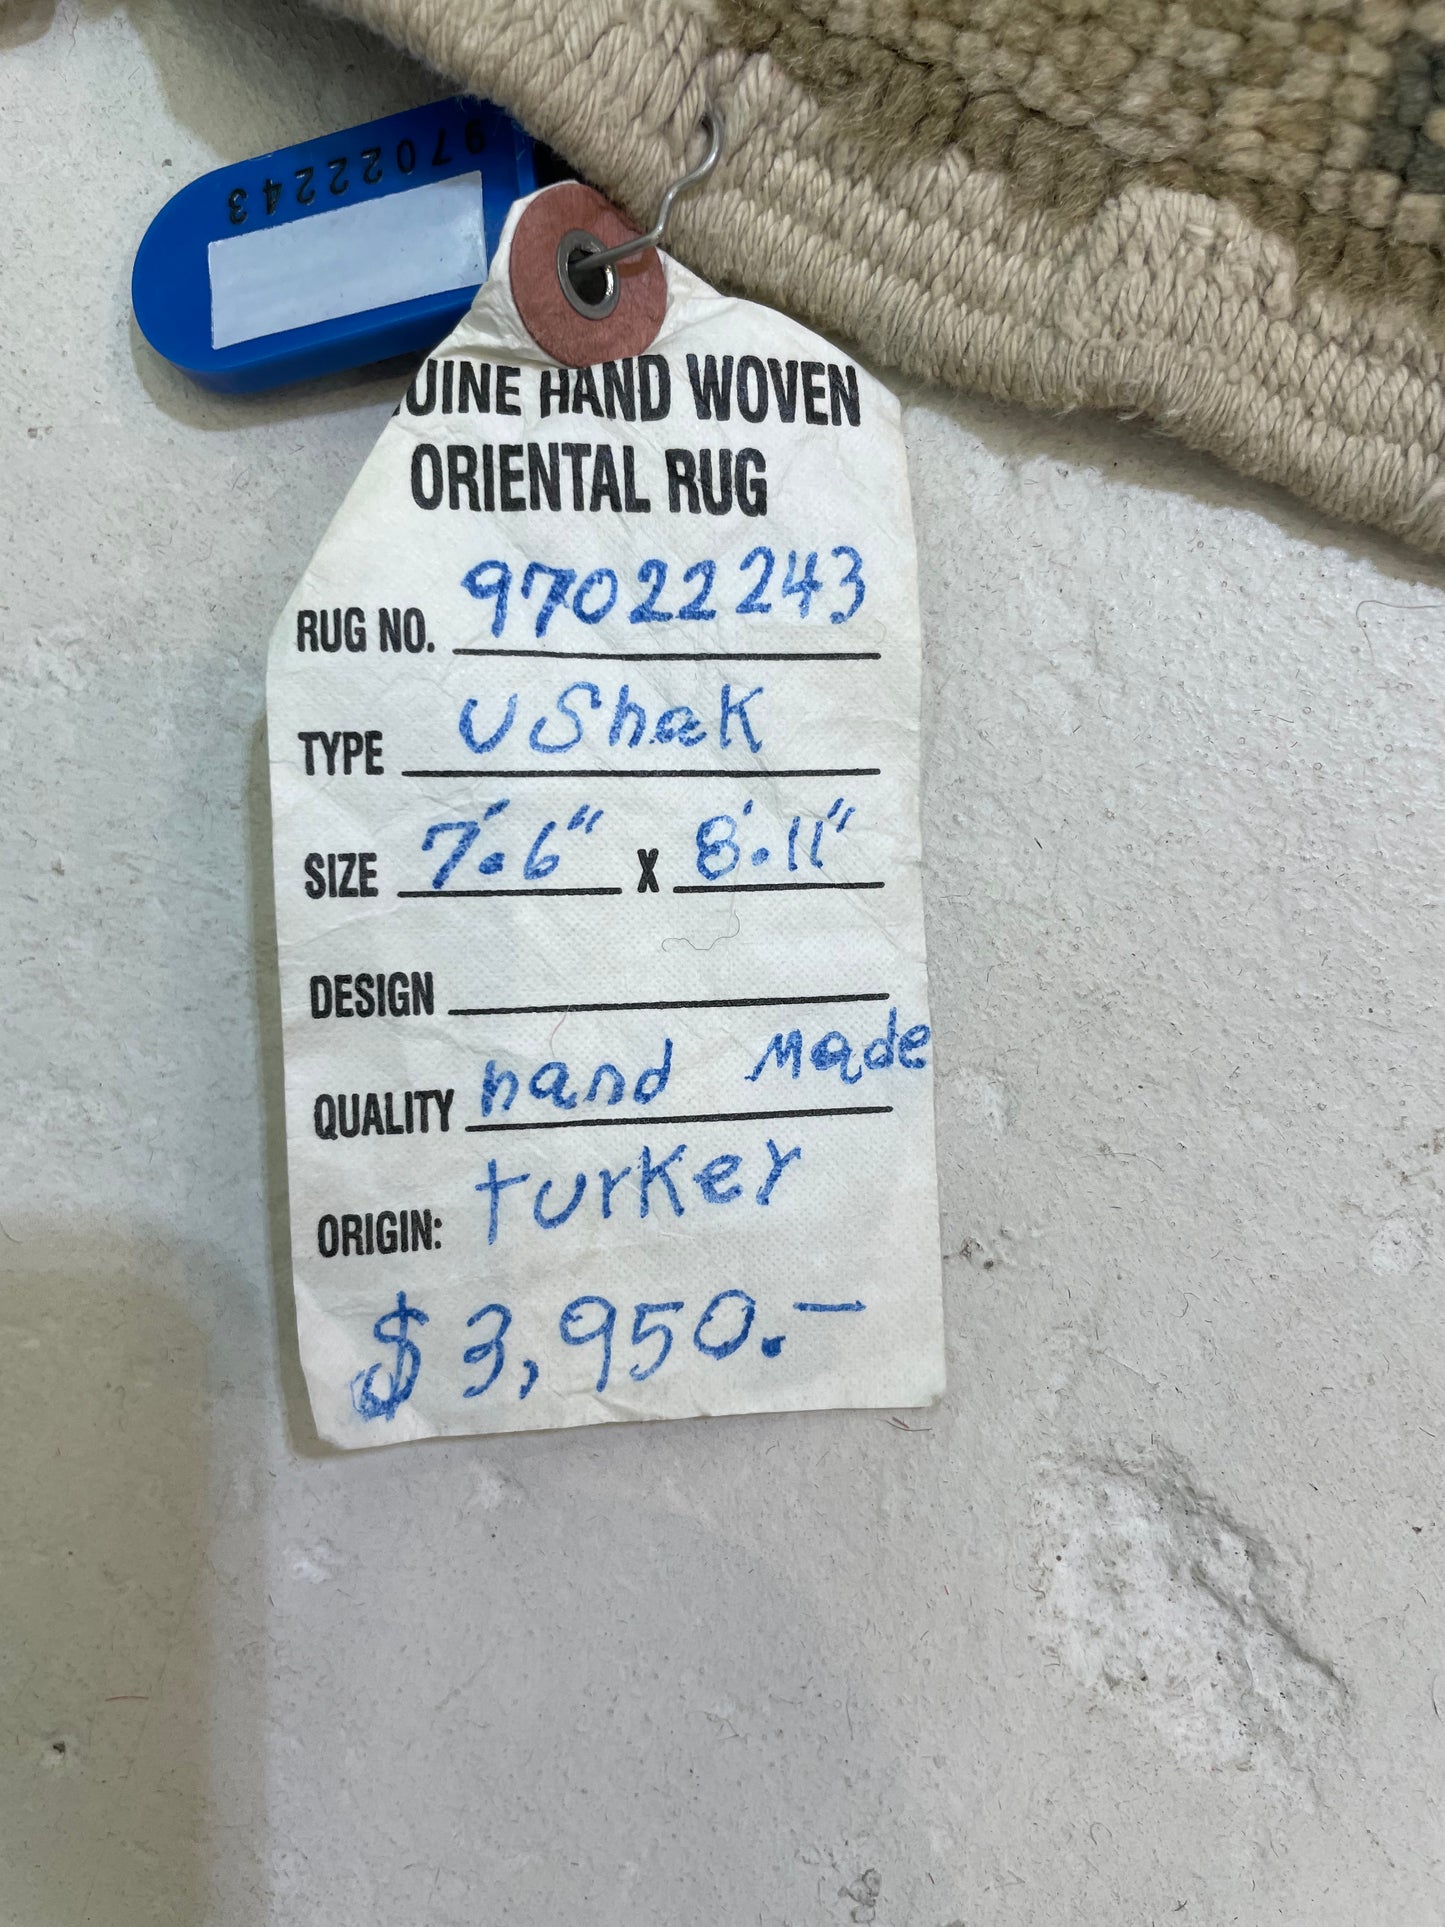 97022243
UINE HAND WOVEN
ORIENTAL RUG
RUG NO. 97022243
TYPE UShak
SIZE 7'.6" X 8'.11"
DESIGN
QUALITY hand Made
ORIGIN: turkey
$3,950.-